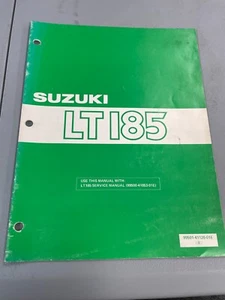 SUZUKI
LT185
USE THIS MANUAL WITH
LT185 SERVICE MANUAL